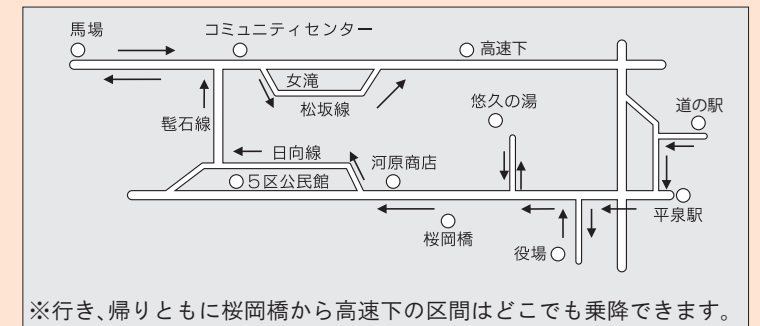 馬場
コミュニティセンター
高速下
女滝
松坂線
悠久の湯
道の駅
髢石線
日向線
河原商店
5区公民館
平泉駅
桜岡橋
役場
※行き、帰りともに桜岡橋から高速下の区間はどこでも乗降できます。